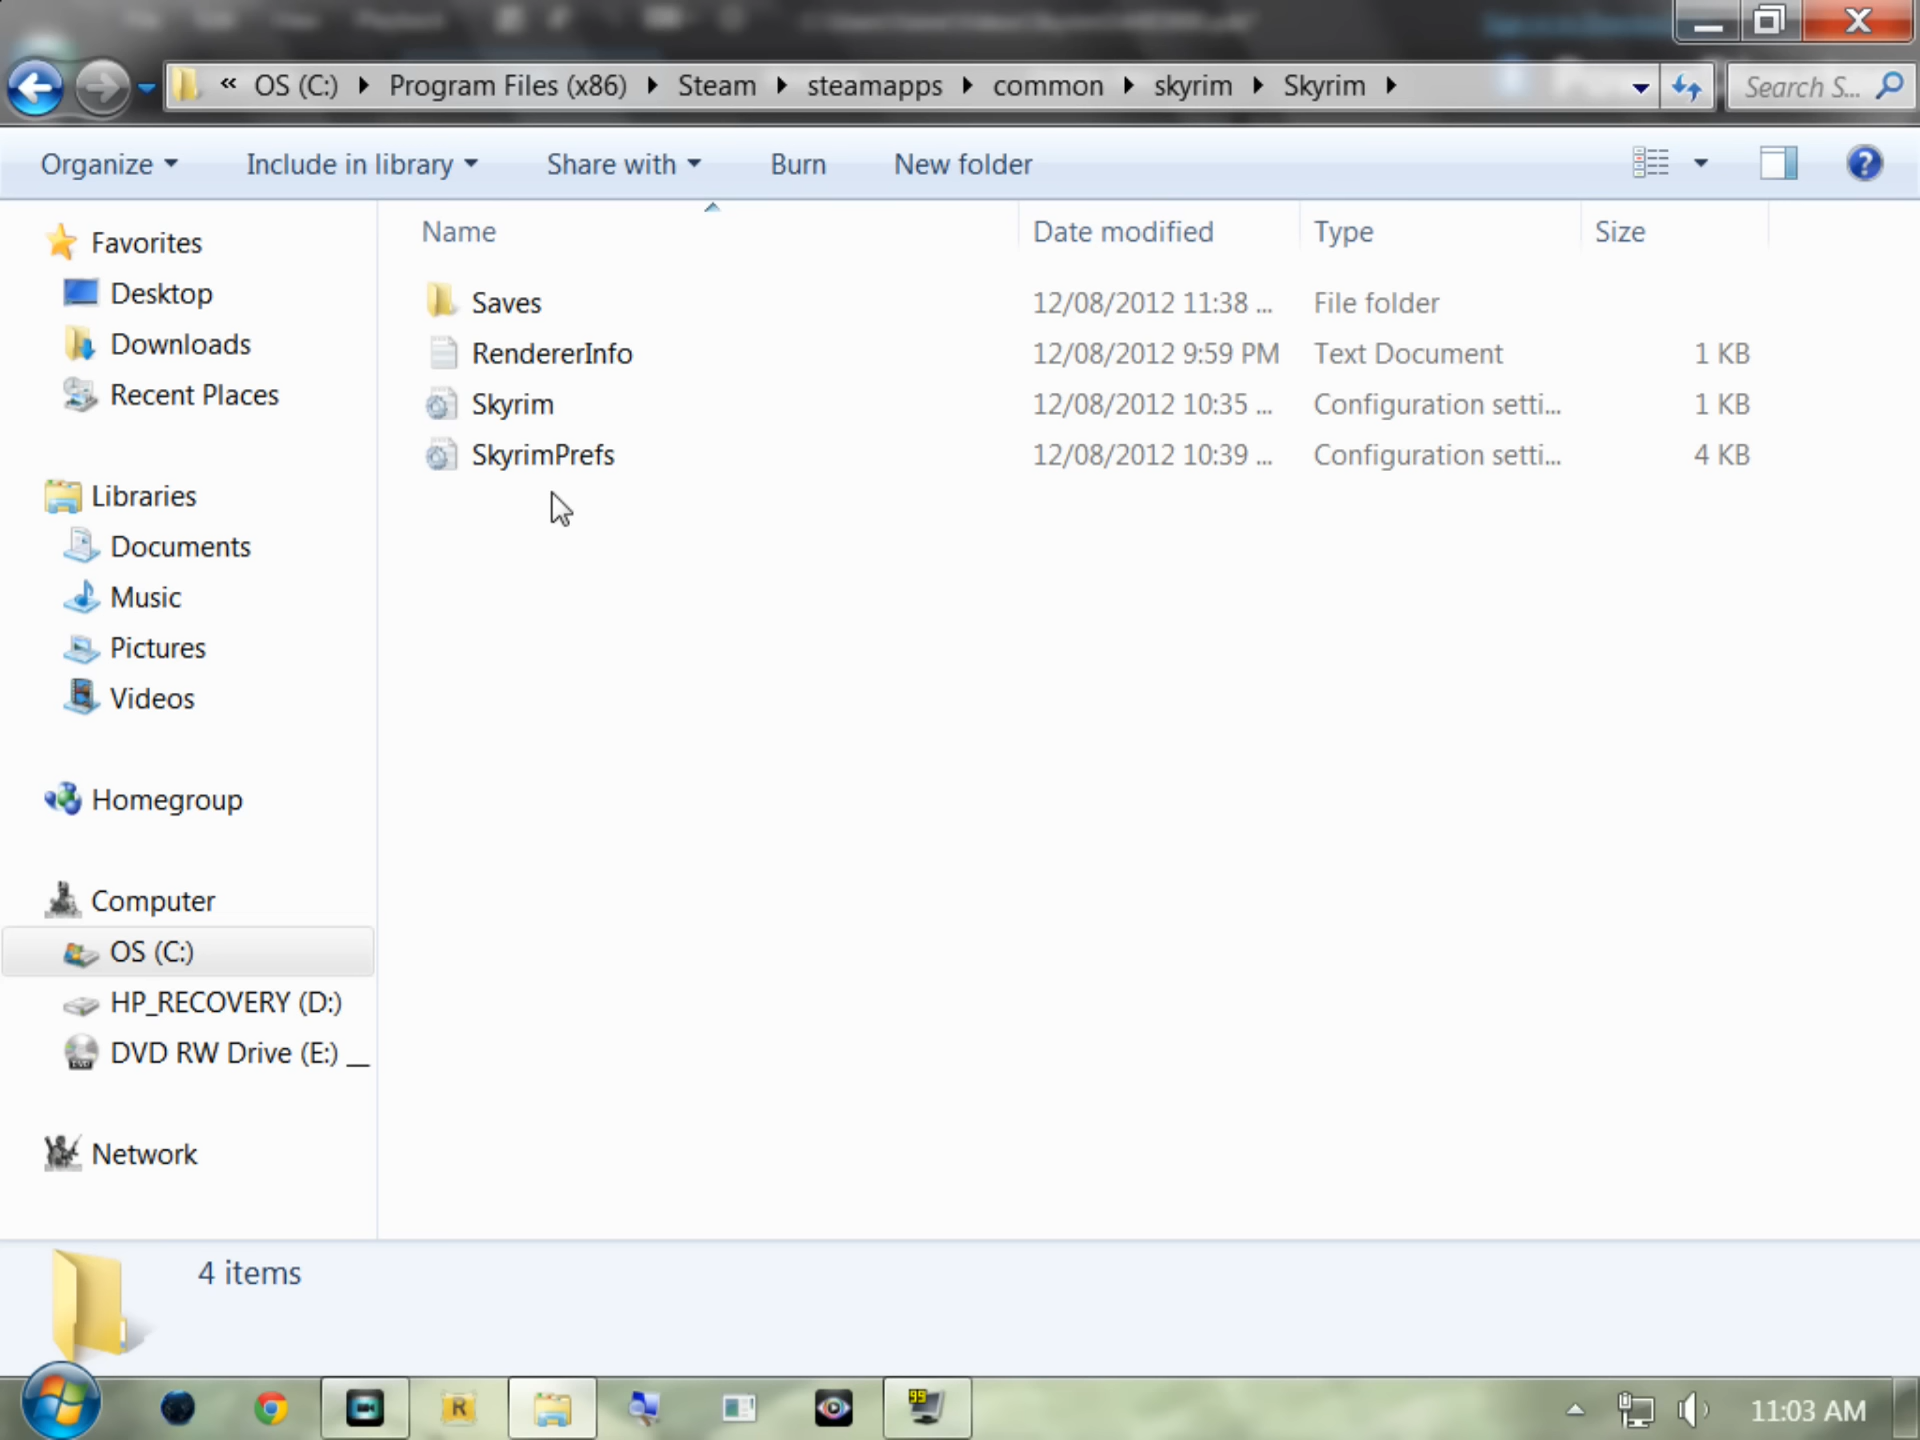 « OS (C:) Program Files (x86) Steam steamapps common skyrim Skyrim
Search S...
Organize Include in library Share with Burn New folder
Name Date modified Type Size
Favorites
Desktop
Downloads
Recent Places
Libraries
Documents
Music
Pictures
Videos
Homegroup
Computer
OS (C:)
HP_RECOVERY (D:)
DVD RW Drive (E:) __
Network
Saves 12/08/2012 11:38 ... File folder
RendererInfo 12/08/2012 9:59 PM Text Document 1 KB
Skyrim 12/08/2012 10:35 ... Configuration setti... 1 KB
SkyrimPrefs 12/08/2012 10:39 ... Configuration setti... 4 KB
4 items
R
99
11:03 AM